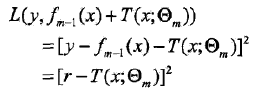 L(y, f_{m-1}(x) + T(x; Θ_m))
= [y − f_{m-1}(x) − T(x; Θ_m)]²
= [r − T(x; Θ_m)]²